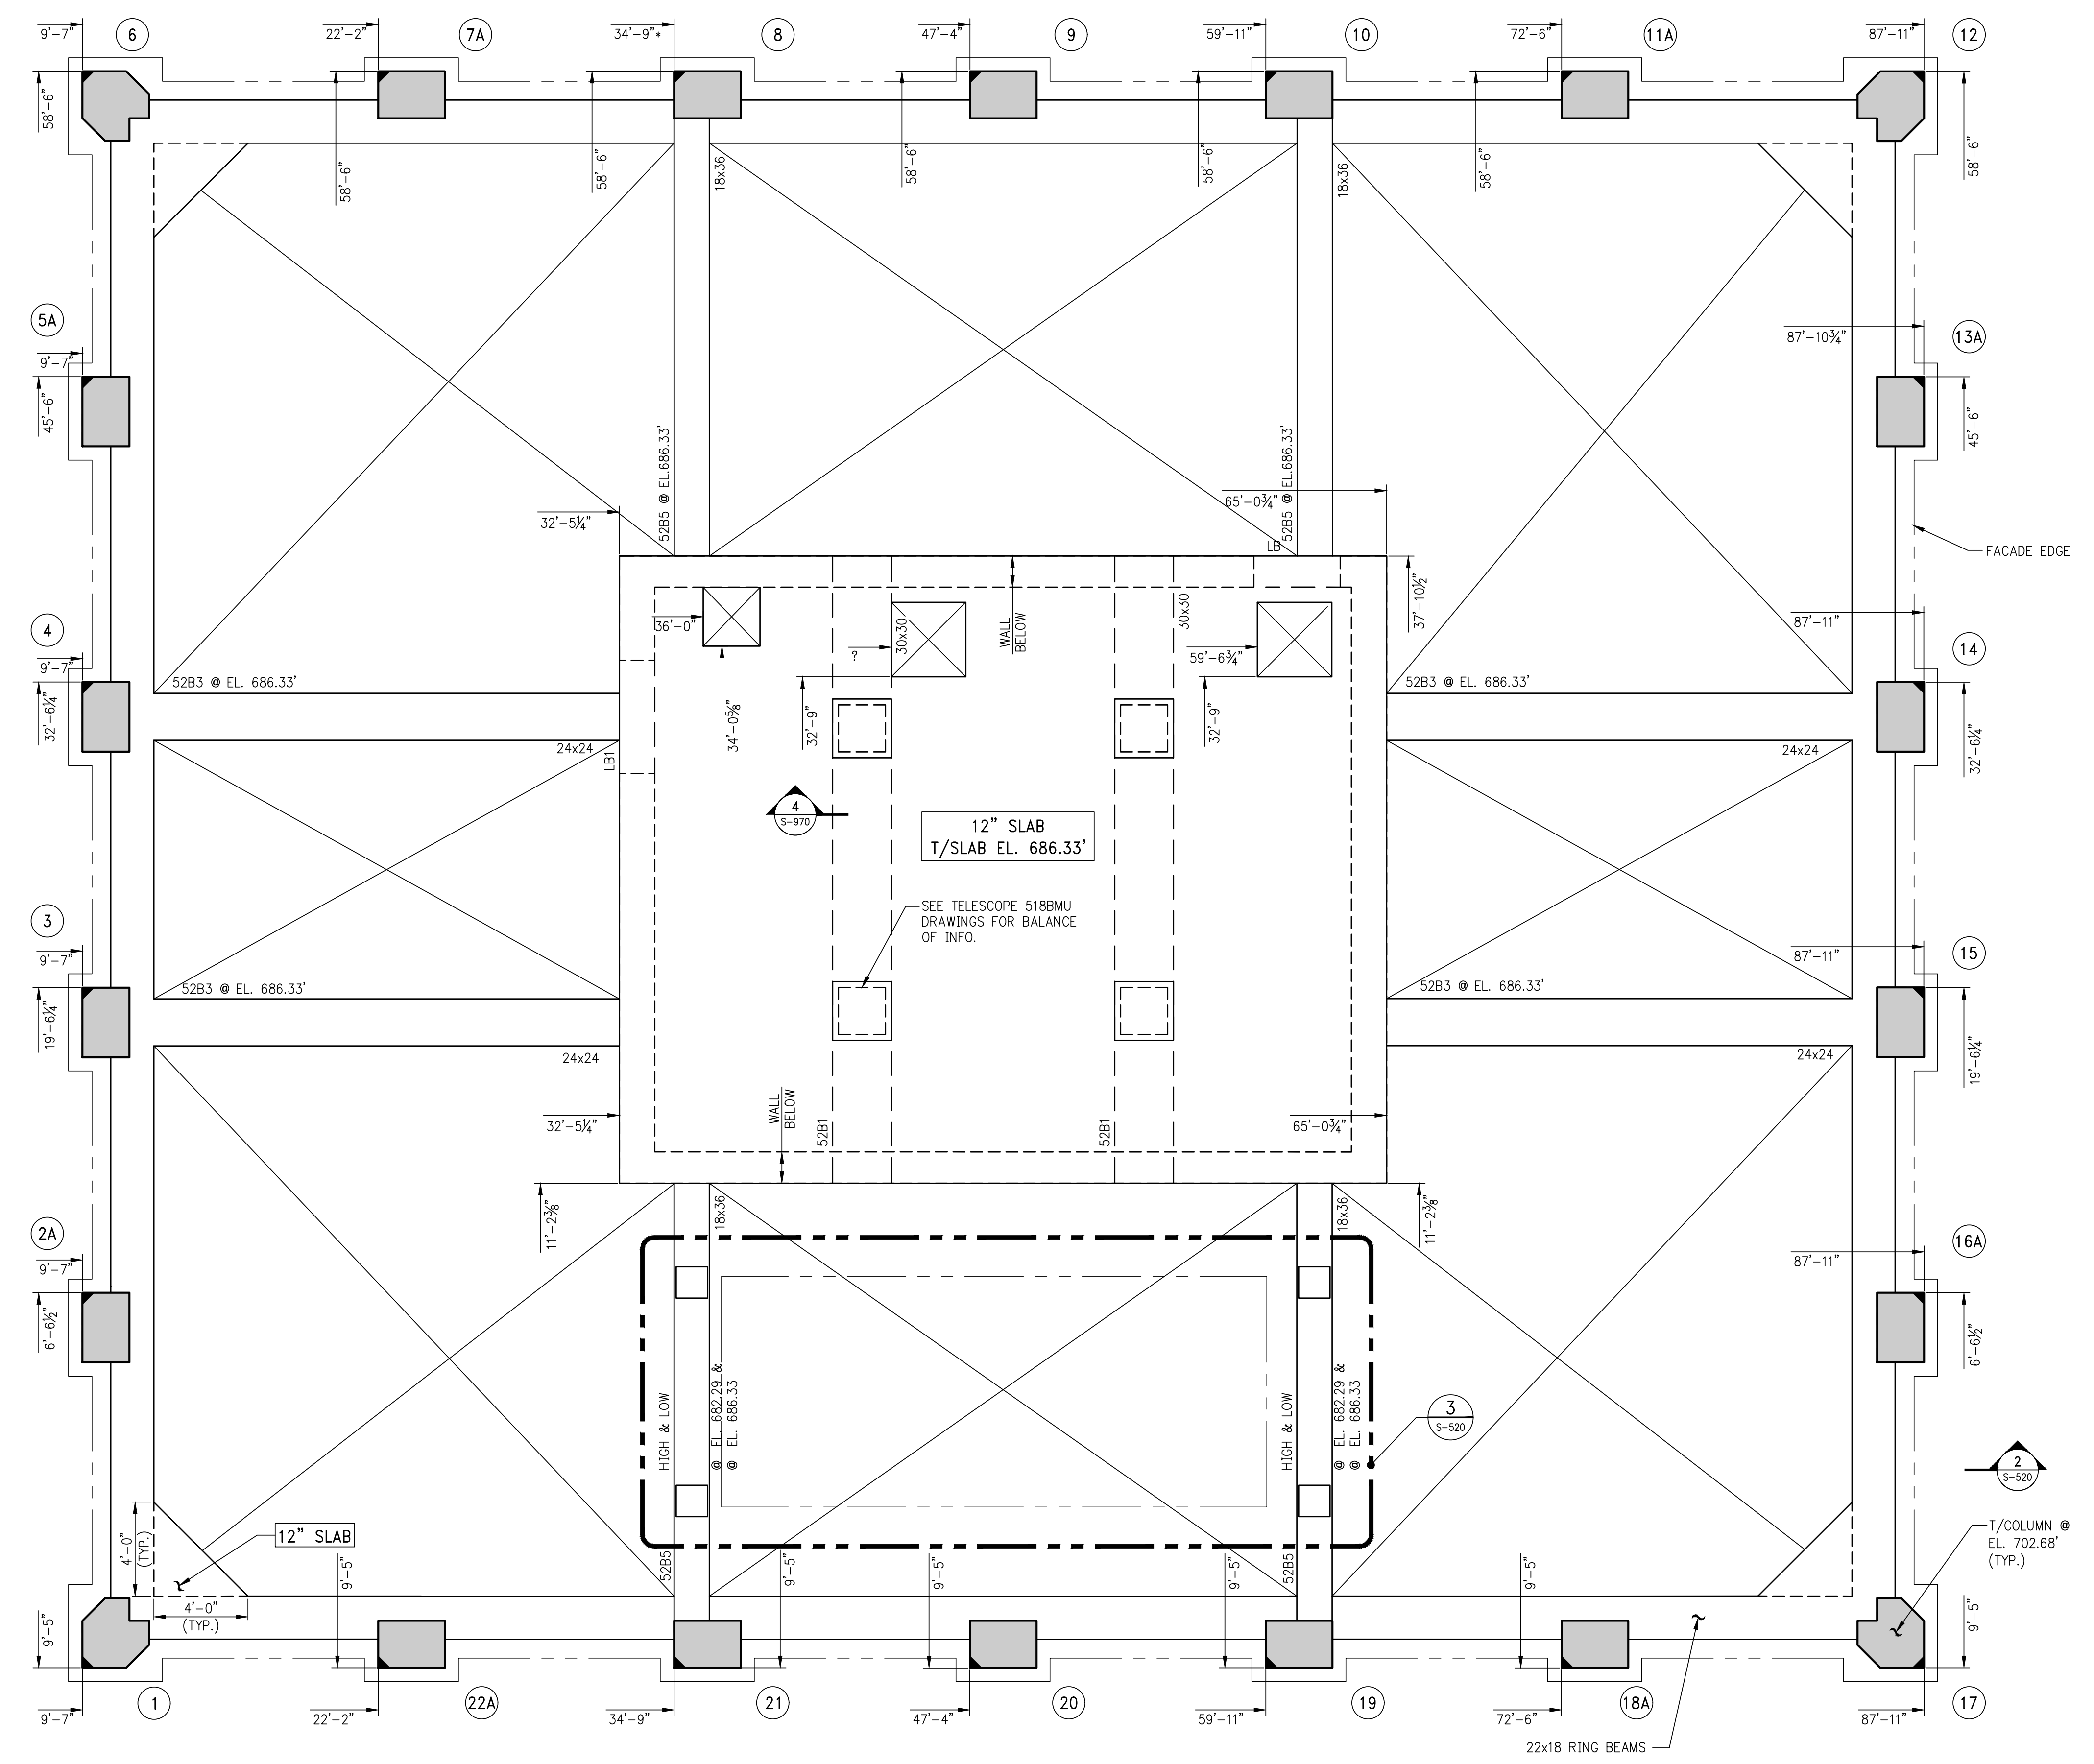 9'-7"
6
22'-2"
7A
34'-9"*
8
47'-4"
9
59'-11"
10
72'-6"
11A
87'-11"
12
58'-6"
58'-6"
58'-6"
18x36
58'-6"
58'-6"
18x36
58'-6"
58'-6"
5A
9'-7"
45'-6"
87'-10¾"
13A
45'-6"
52B5 @ EL.686.33'
52B5 @ EL.686.33'
32'-5¼"
65'-0¾"
LB
FACADE EDGE
37'-10½"
4
9'-7"
32'-6¼"
36'-0"
34'-0⅝"
?
30x30
32'-9"
WALL
BELOW
30x30
59'-6¾"
32'-9"
87'-11"
14
32'-6¼"
52B3 @ EL. 686.33'
52B3 @ EL. 686.33'
24x24
LB1
24x24
4
S-970
12" SLAB
T/SLAB EL. 686.33'
SEE TELESCOPE 518BMU
DRAWINGS FOR BALANCE
OF INFO.
3
9'-7"
19'-6¼"
87'-11"
15
19'-6¼"
52B3 @ EL. 686.33'
52B3 @ EL. 686.33'
24x24
24x24
32'-5¼"
WALL
BELOW
52B1
52B1
65'-0¾"
11'-2⅜"
18x36
18x36
11'-2⅜"
2A
9'-7"
6'-6½"
87'-11"
16A
6'-6½"
HIGH & LOW
@ EL. 682.29 &
@ EL. 686.33
HIGH & LOW
@ EL. 682.29 &
@ EL. 686.33
3
S-520
2
S-520
4'-0"
(TYP.)
12" SLAB
4'-0"
(TYP.)
T/COLUMN @
EL. 702.68'
(TYP.)
52B5
52B5
9'-5"
9'-5"
9'-5"
9'-5"
9'-5"
9'-5"
9'-5"
9'-7"
1
22'-2"
22A
34'-9"
21
47'-4"
20
59'-11"
19
72'-6"
18A
87'-11"
17
22x18 RING BEAMS